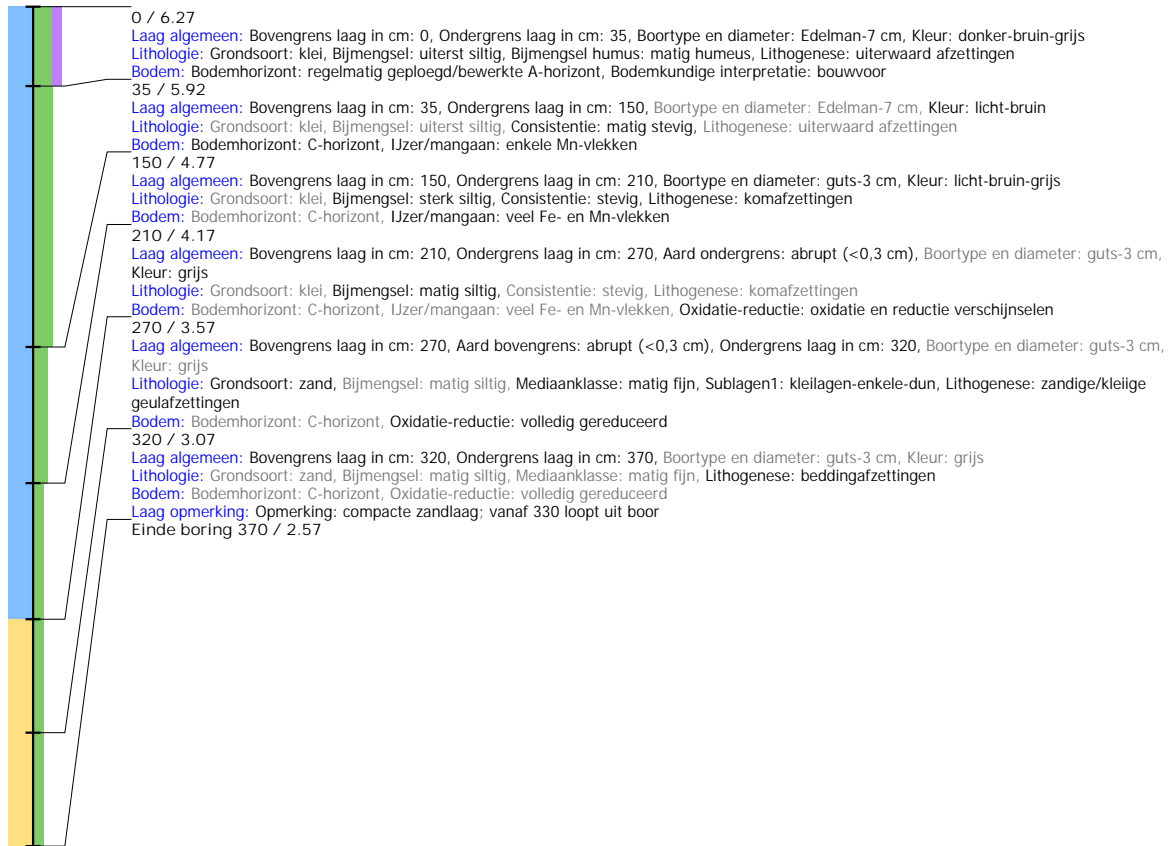 0 / 6.27
Laag algemeen: Bovengrens laag in cm: 0, Ondergrens laag in cm: 35, Boortype en diameter: Edelman-7 cm, Kleur: donker-bruin-grijs
Lithologie: Grondsoort: klei, Bijmengsel: uiterst siltig, Bijmengsel humus: matig humeus, Lithogenese: uiterwaard afzettingen
Bodem: Bodemhorizont: regelmatig geploegd/bewerkte A-horizont, Bodemkundige interpretatie: bouwvoor
35 / 5.92
Laag algemeen: Bovengrens laag in cm: 35, Ondergrens laag in cm: 150, Boortype en diameter: Edelman-7 cm, Kleur: licht-bruin
Lithologie: Grondsoort: klei, Bijmengsel: uiterst siltig, Consistentie: matig stevig, Lithogenese: uiterwaard afzettingen
Bodem: Bodemhorizont: C-horizont, IJzer/mangaan: enkele Mn-vlekken
150 / 4.77
Laag algemeen: Bovengrens laag in cm: 150, Ondergrens laag in cm: 210, Boortype en diameter: guts-3 cm, Kleur: licht-bruin-grijs
Lithologie: Grondsoort: klei, Bijmengsel: sterk siltig, Consistentie: stevig, Lithogenese: komafzettingen
Bodem: Bodemhorizont: C-horizont, IJzer/mangaan: veel Fe- en Mn-vlekken
210 / 4.17
Laag algemeen: Bovengrens laag in cm: 210, Ondergrens laag in cm: 270, Aard ondergrens: abrupt (<0,3 cm), Boortype en diameter: guts-3 cm,
Kleur: grijs
Lithologie: Grondsoort: klei, Bijmengsel: matig siltig, Consistentie: stevig, Lithogenese: komafzettingen
Bodem: Bodemhorizont: C-horizont, IJzer/mangaan: veel Fe- en Mn-vlekken, Oxidatie-reductie: oxidatie en reductie verschijnselen
270 / 3.57
Laag algemeen: Bovengrens laag in cm: 270, Aard bovengrens: abrupt (<0,3 cm), Ondergrens laag in cm: 320, Boortype en diameter: guts-3 cm,
Kleur: grijs
Lithologie: Grondsoort: zand, Bijmengsel: matig siltig, Mediaanklasse: matig fijn, Sublagen1: kleilagen-enkele-dun, Lithogenese: zandige/kleiige
geulafzettingen
Bodem: Bodemhorizont: C-horizont, Oxidatie-reductie: volledig gereduceerd
320 / 3.07
Laag algemeen: Bovengrens laag in cm: 320, Ondergrens laag in cm: 370, Boortype en diameter: guts-3 cm, Kleur: grijs
Lithologie: Grondsoort: zand, Bijmengsel: matig siltig, Mediaanklasse: matig fijn, Lithogenese: beddingafzettingen
Bodem: Bodemhorizont: C-horizont, Oxidatie-reductie: volledig gereduceerd
Laag opmerking: Opmerking: compacte zandlaag; vanaf 330 loopt uit boor
Einde boring 370 / 2.57